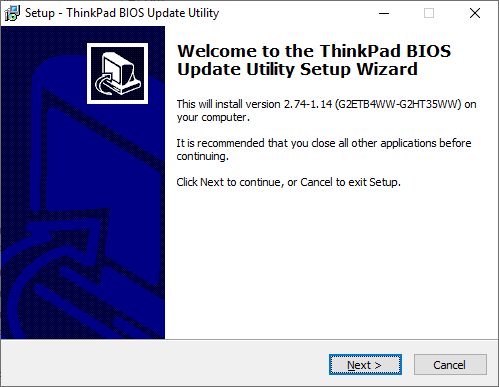 Setup - ThinkPad BIOS Update Utility
Welcome to the ThinkPad BIOS
Update Utility Setup Wizard
This will install version 2.74-1.14 (G2ETB4WW-G2HT35WW) on
your computer.
It is recommended that you close all other applications before
continuing.
Click Next to continue, or Cancel to exit Setup.
Next >
Cancel